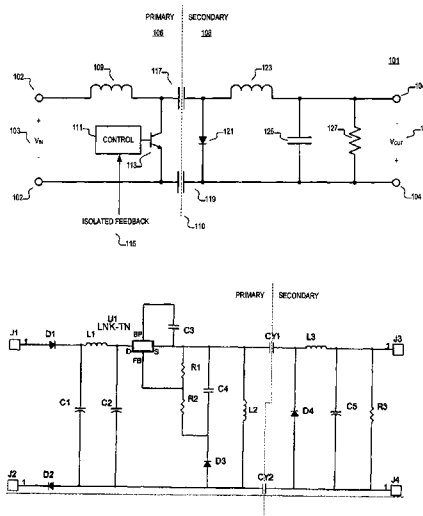 PRIMARY SECONDARY
106 108
101
117
109
123
102
104
+
103
V_IN
-
111
CONTROL
113
121
125
127
-
V_OUT
+
102
119
104
ISOLATED FEEDBACK
115
110
PRIMARY SECONDARY
U1
LNK-TN
BP
D S
FB
C3
J1
1
D1
L1
CY1
L3
1
J3
R1
C4
R2
C1
C2
L2
D4
C5
R3
D3
J2
1
D2
CY2
1
J4